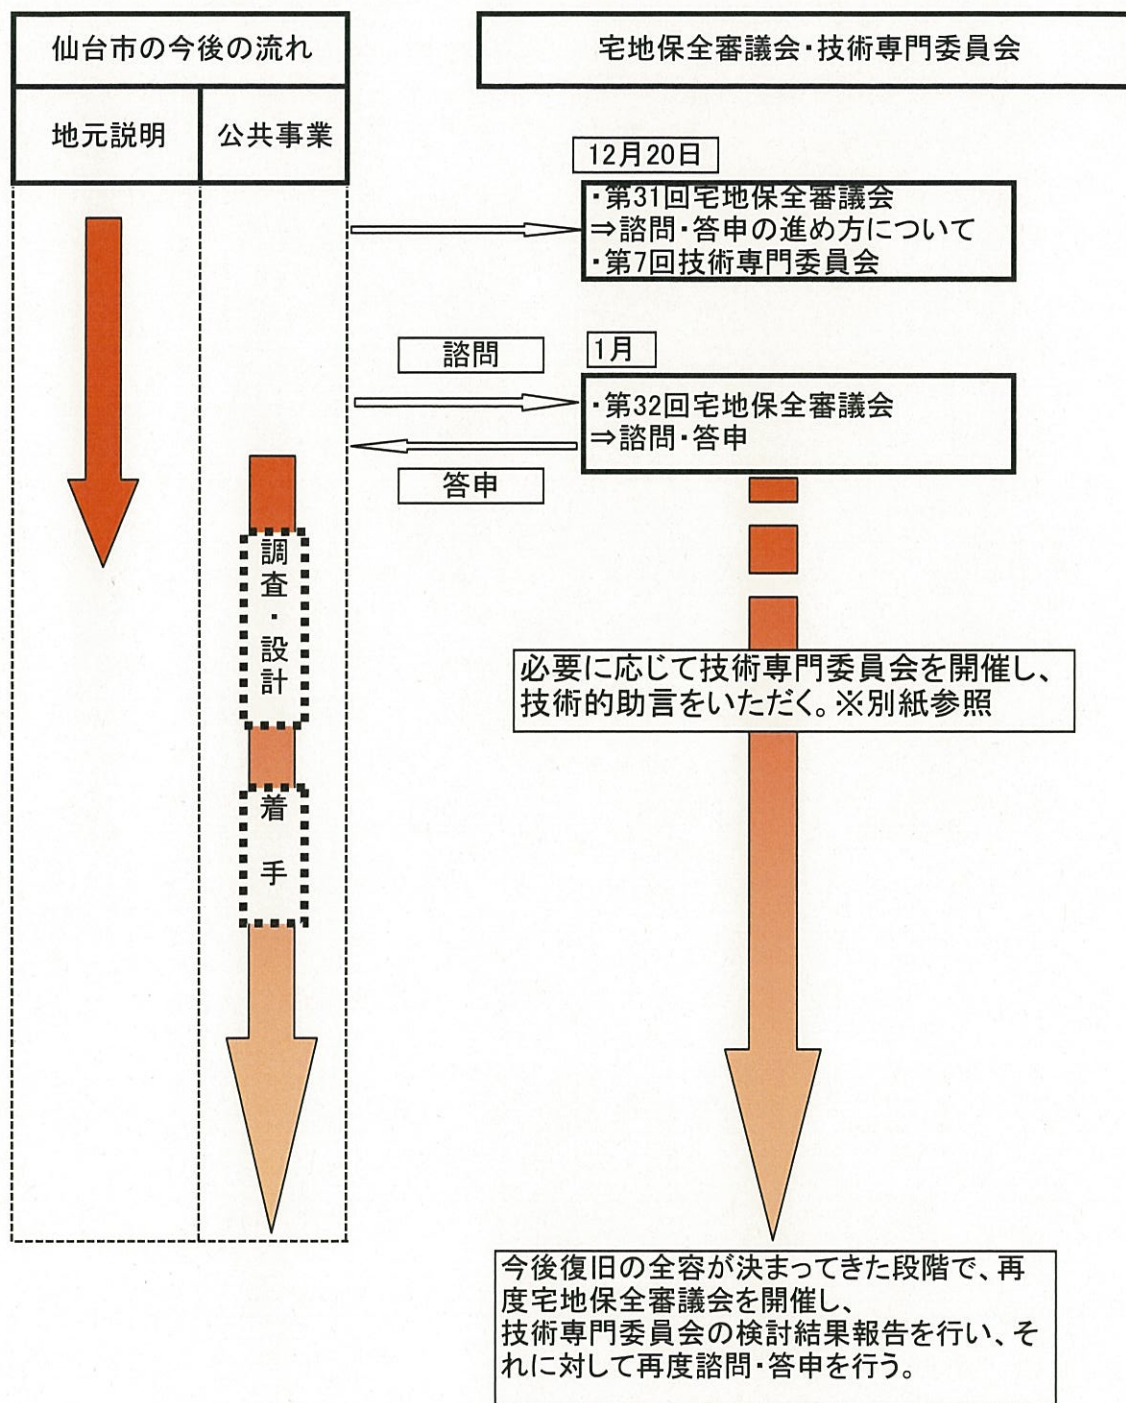 仙台市の今後の流れ
地元説明
公共事業
宅地保全審議会・技術専門委員会
12月20日
・第31回宅地保全審議会
⇒諮問・答申の進め方について
・第7回技術専門委員会
諮問
1月
・第32回宅地保全審議会
⇒諮問・答申
答申
調査・設計
着手
必要に応じて技術専門委員会を開催し、
技術的助言をいただく。※別紙参照
今後復旧の全容が決まってきた段階で、再
度宅地保全審議会を開催し、
技術専門委員会の検討結果報告を行い、そ
れに対して再度諮問・答申を行う。